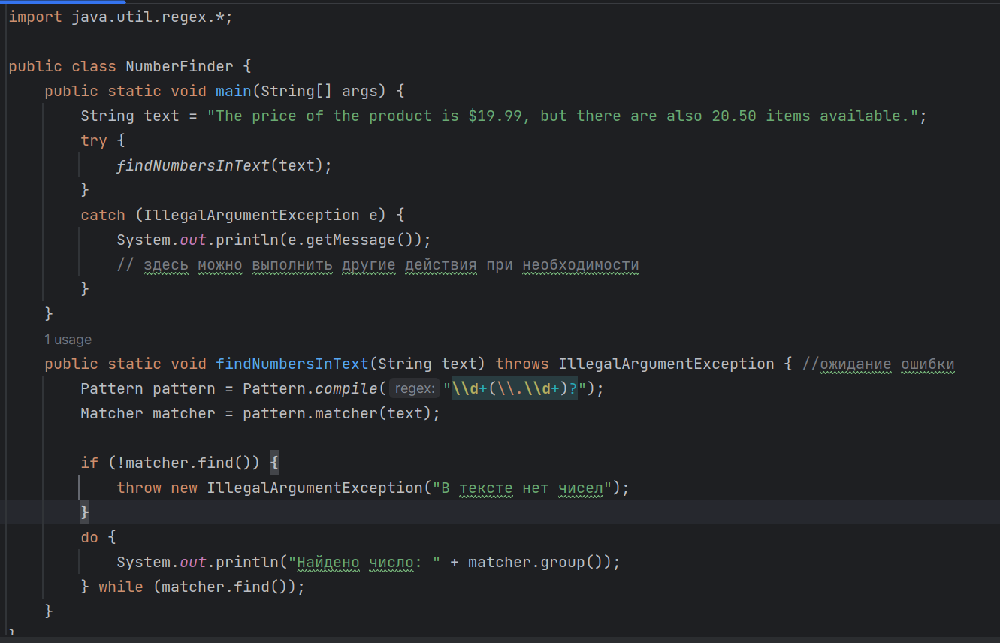 import java.util.regex.*;
public class NumberFinder {
public static void main(String[] args) {
String text = "The price of the product is $19.99, but there are also 20.50 items available.";
try {
findNumbersInText(text);
}
catch (IllegalArgumentException e) {
System.out.println(e.getMessage());
// здесь можно выполнить другие действия при необходимости
}
}
1 usage
public static void findNumbersInText(String text) throws IllegalArgumentException { //ожидание ошибки
Pattern pattern = Pattern.compile( regex: "\\d+(\\.\\d+)?");
Matcher matcher = pattern.matcher(text);
if (!matcher.find()) {
throw new IllegalArgumentException("В тексте нет чисел");
}
do {
System.out.println("Найдено число: " + matcher.group());
} while (matcher.find());
}
}